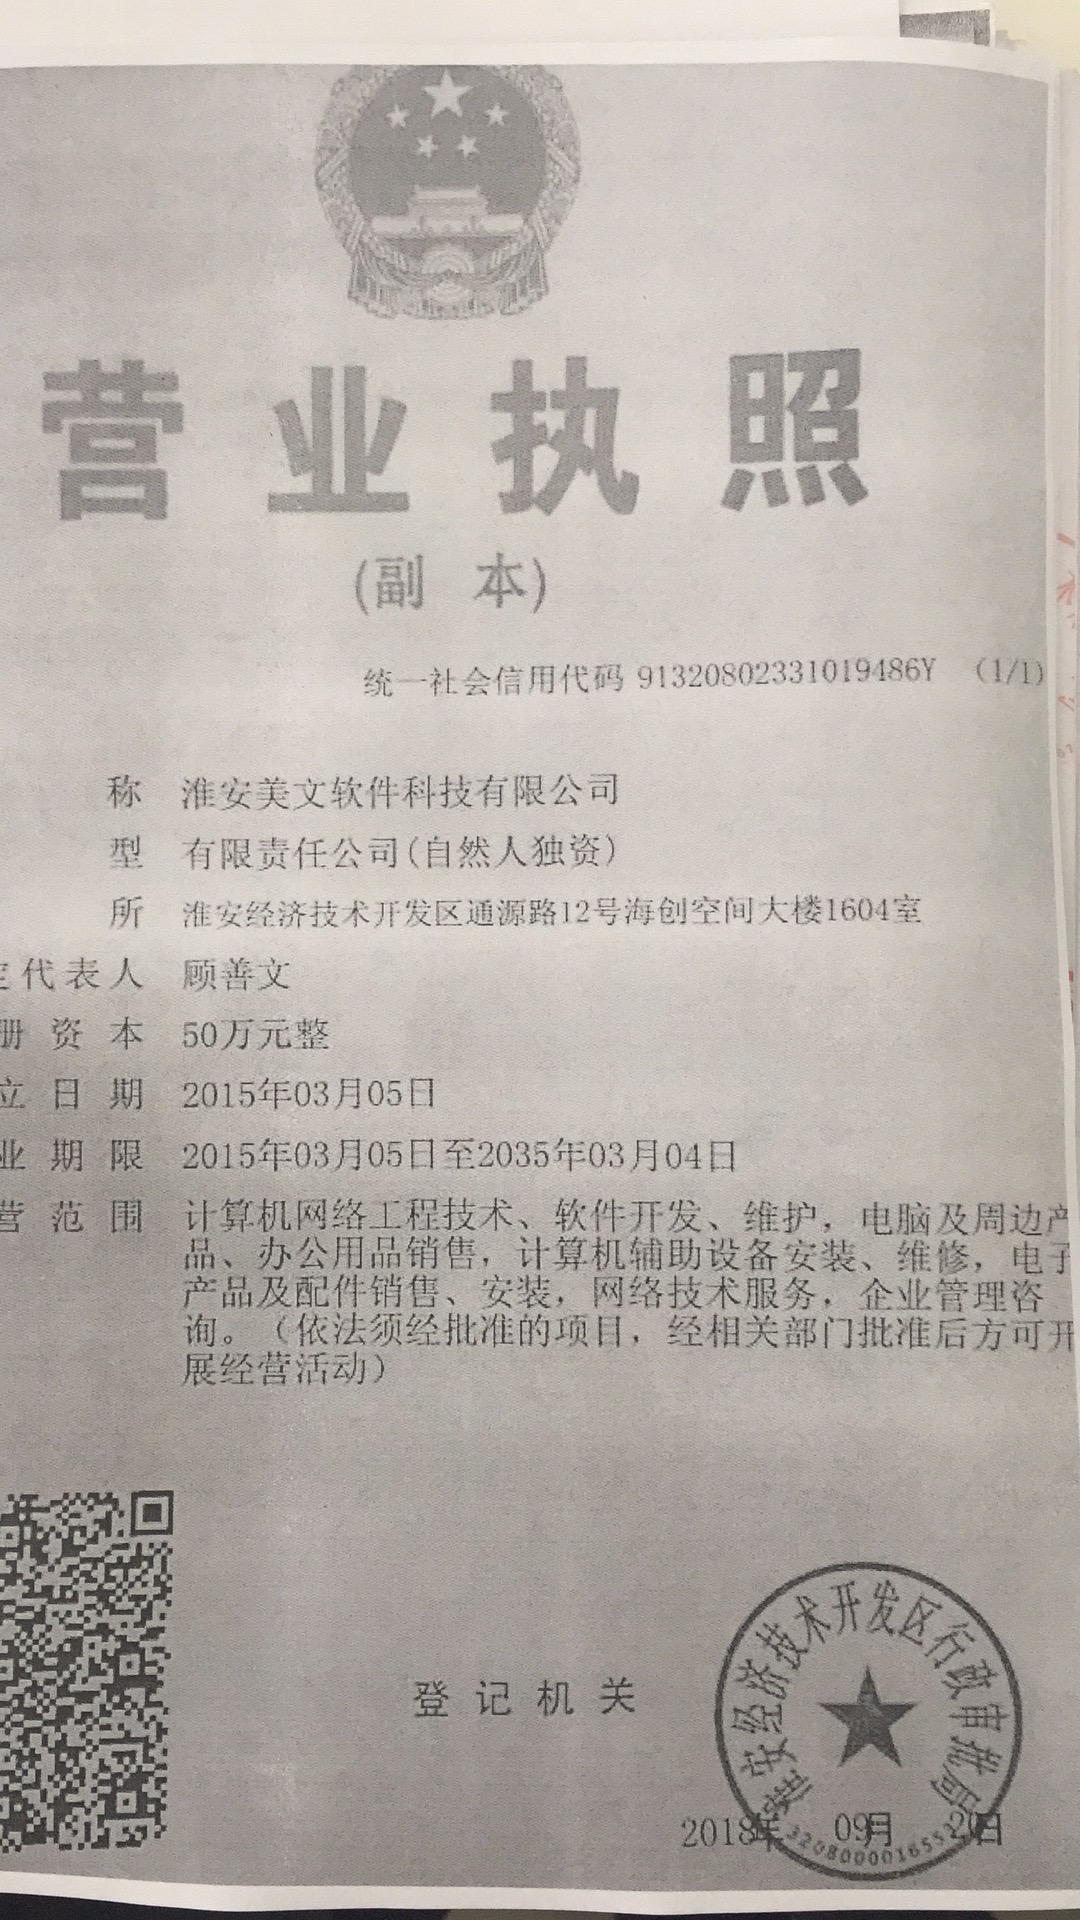 营业执照
(副 本)
统一社会信用代码 91320802331019486Y (1/1)
称 淮安美文软件科技有限公司
型 有限责任公司(自然人独资)
所 淮安经济技术开发区通源路12号海创空间大楼1604室
代表人 顾善文
册资本 50万元整
立日期 2015年03月05日
业期限 2015年03月05日至2035年03月04日
营范围 计算机网络工程技术、软件开发、维护，电脑及周边产
品、办公用品销售，计算机辅助设备安装、维修，电子
产品及配件销售、安装，网络技术服务，企业管理咨
询。（依法须经批准的项目，经相关部门批准后方可开
展经营活动）
淮安经济技术开发区行政审批局
登记机关
2018年 09月 20日